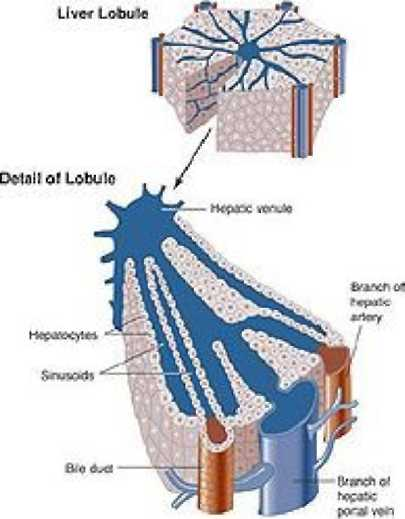 Liver Lobule
Detail of Lobule
Hepatic venule
Branch of
hepatic
artery
Hepatocytes
Sinusoids
Bile duct
Branch of
hepatic
portal vein